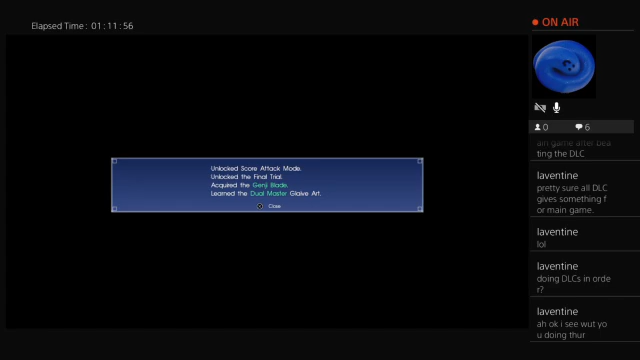 Elapsed Time : 01:11:56
ON AIR
Unlocked Score Attack Mode.
Unlocked the Final Trial.
Acquired the Genji Blade.
Learned the Dual Master Glaive Art.
Close
0
6
ain game after bea
ting the DLC
laventine
pretty sure all DLC
gives something f
or main game.
laventine
lol
laventine
doing DLCs in orde
r?
laventine
ah ok i see wut yo
u doing thur